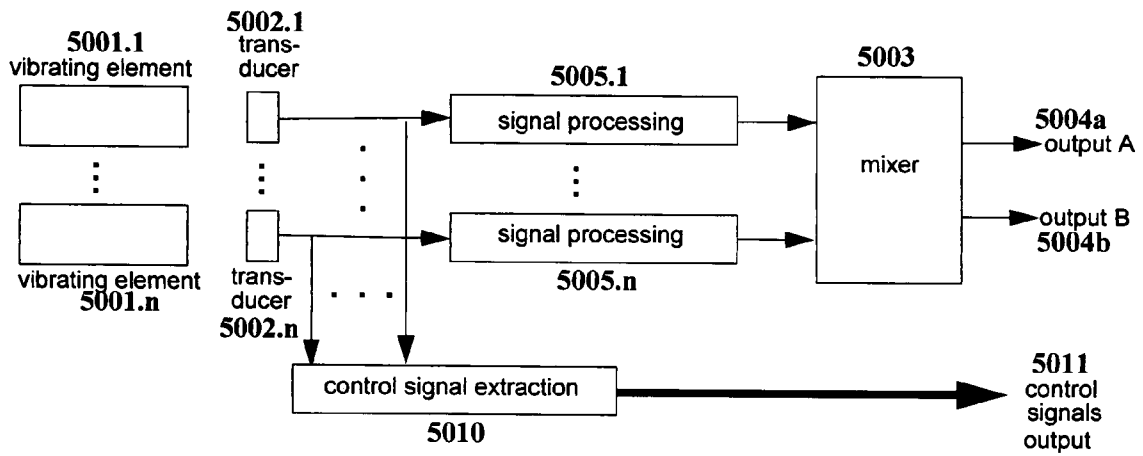 5001.1
vibrating element
5002.1
trans-
ducer
5005.1
signal processing
5003
mixer
5004a
output A
output B
5004b
signal processing
5005.n
vibrating element
5001.n
trans-
ducer
5002.n
control signal extraction
5010
5011
control
signals
output